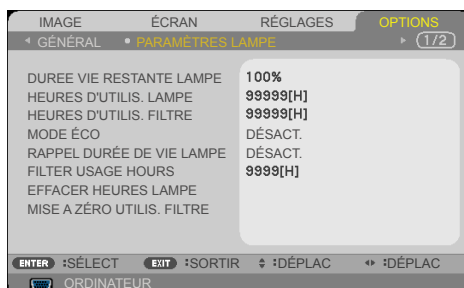 IMAGE ÉCRAN RÉGLAGES OPTIONS
GÉNÉRAL • PARAMÈTRES LAMPE 1/2
DUREE VIE RESTANTE LAMPE 100%
HEURES D'UTILIS. LAMPE 99999[H]
HEURES D'UTILIS. FILTRE 99999[H]
MODE ÉCO DÉSACT.
RAPPEL DURÉE DE VIE LAMPE DÉSACT.
FILTER USAGE HOURS 9999[H]
EFFACER HEURES LAMPE
MISE A ZÉRO UTILIS. FILTRE
ENTER :SÉLECT EXIT :SORTIR :DÉPLAC :DÉPLAC
ORDINATEUR